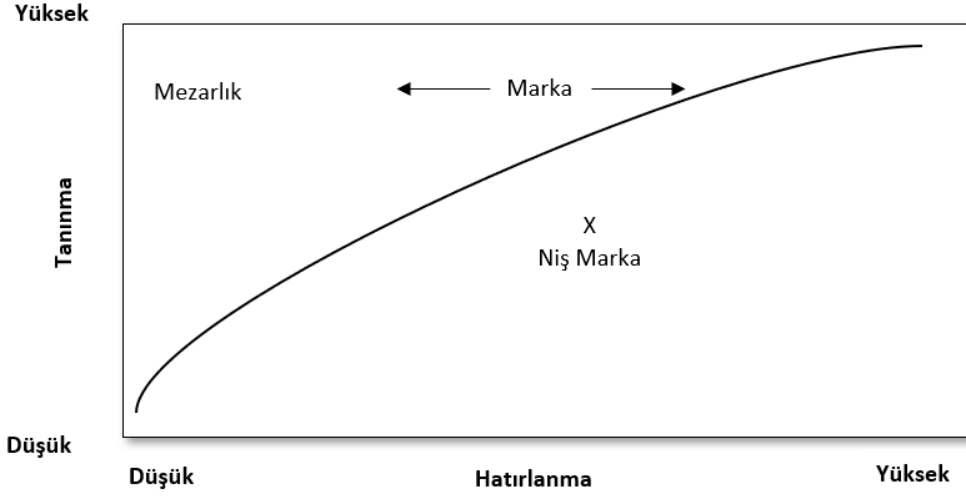 Yüksek
Mezarlık
Marka
Tanınma
X
Niş Marka
Düşük
Düşük
Hatırlanma
Yüksek